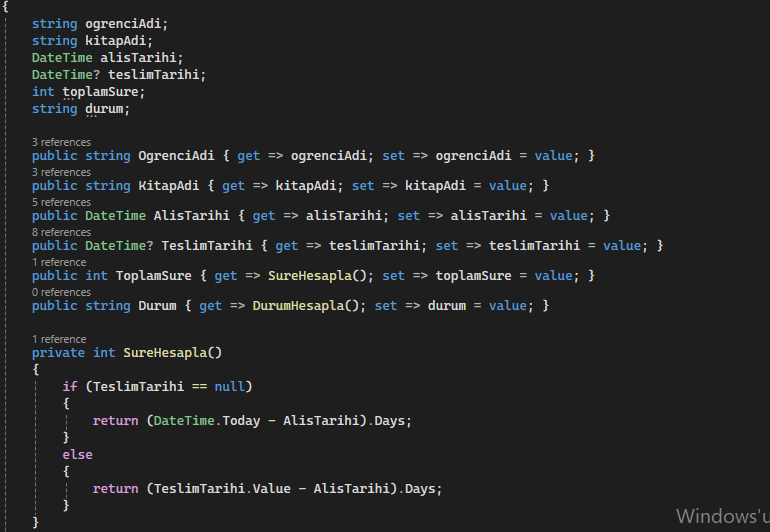 {
string ogrenciAdi;
string kitapAdi;
DateTime alisTarihi;
DateTime? teslimTarihi;
int toplamSure;
string durum;
3 references
public string OgrenciAdi { get => ogrenciAdi; set => ogrenciAdi = value; }
3 references
public string KitapAdi { get => kitapAdi; set => kitapAdi = value; }
5 references
public DateTime AlisTarihi { get => alisTarihi; set => alisTarihi = value; }
8 references
public DateTime? TeslimTarihi { get => teslimTarihi; set => teslimTarihi = value; }
1 reference
public int ToplamSure { get => SureHesapla(); set => toplamSure = value; }
0 references
public string Durum { get => DurumHesapla(); set => durum = value; }
1 reference
private int SureHesapla()
{
if (TeslimTarihi == null)
{
return (DateTime.Today - AlisTarihi).Days;
}
else
{
return (TeslimTarihi.Value - AlisTarihi).Days;
}
}
Windows'u